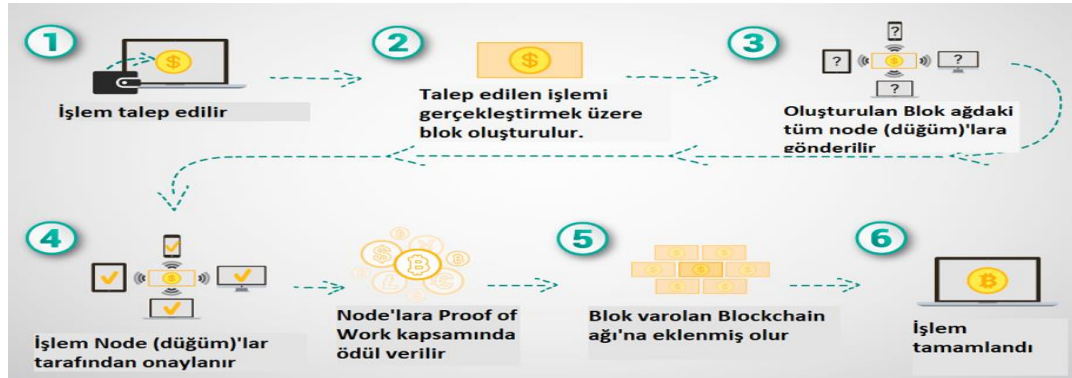 1
İşlem talep edilir
2
Talep edilen işlemi
gerçekleştirmek üzere
blok oluşturulur.
3
Oluşturulan Blok ağdaki
tüm node (düğüm)'lara
gönderilir
4
İşlem Node (düğüm)'lar
tarafından onaylanır
Node'lara Proof of
Work kapsamında
ödül verilir
5
Blok varolan Blockchain
ağı'na eklenmiş olur
6
İşlem
tamamlandı